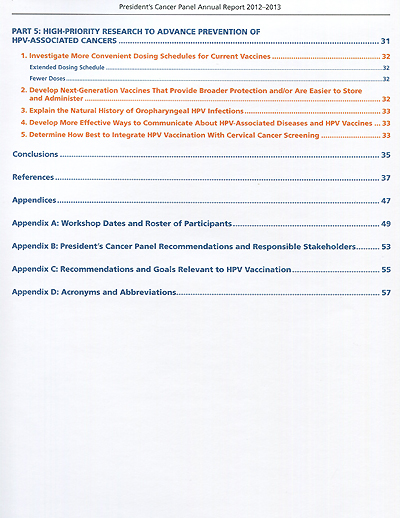 President's Cancer Panel Annual Report 2012–2013
PART 5: HIGH-PRIORITY RESEARCH TO ADVANCE PREVENTION OF
HPV-ASSOCIATED CANCERS 31
1. Investigate More Convenient Dosing Schedules for Current Vaccines 32
Extended Dosing Schedule 32
Fewer Doses 32
2. Develop Next-Generation Vaccines That Provide Broader Protection and/or Are Easier to Store
and Administer 32
3. Explain the Natural History of Oropharyngeal HPV Infections 33
4. Develop More Effective Ways to Communicate About HPV-Associated Diseases and HPV Vaccines ... 33
5. Determine How Best to Integrate HPV Vaccination With Cervical Cancer Screening 33
Conclusions 35
References 37
Appendices 47
Appendix A: Workshop Dates and Roster of Participants 49
Appendix B: President's Cancer Panel Recommendations and Responsible Stakeholders 53
Appendix C: Recommendations and Goals Relevant to HPV Vaccination 55
Appendix D: Acronyms and Abbreviations 57